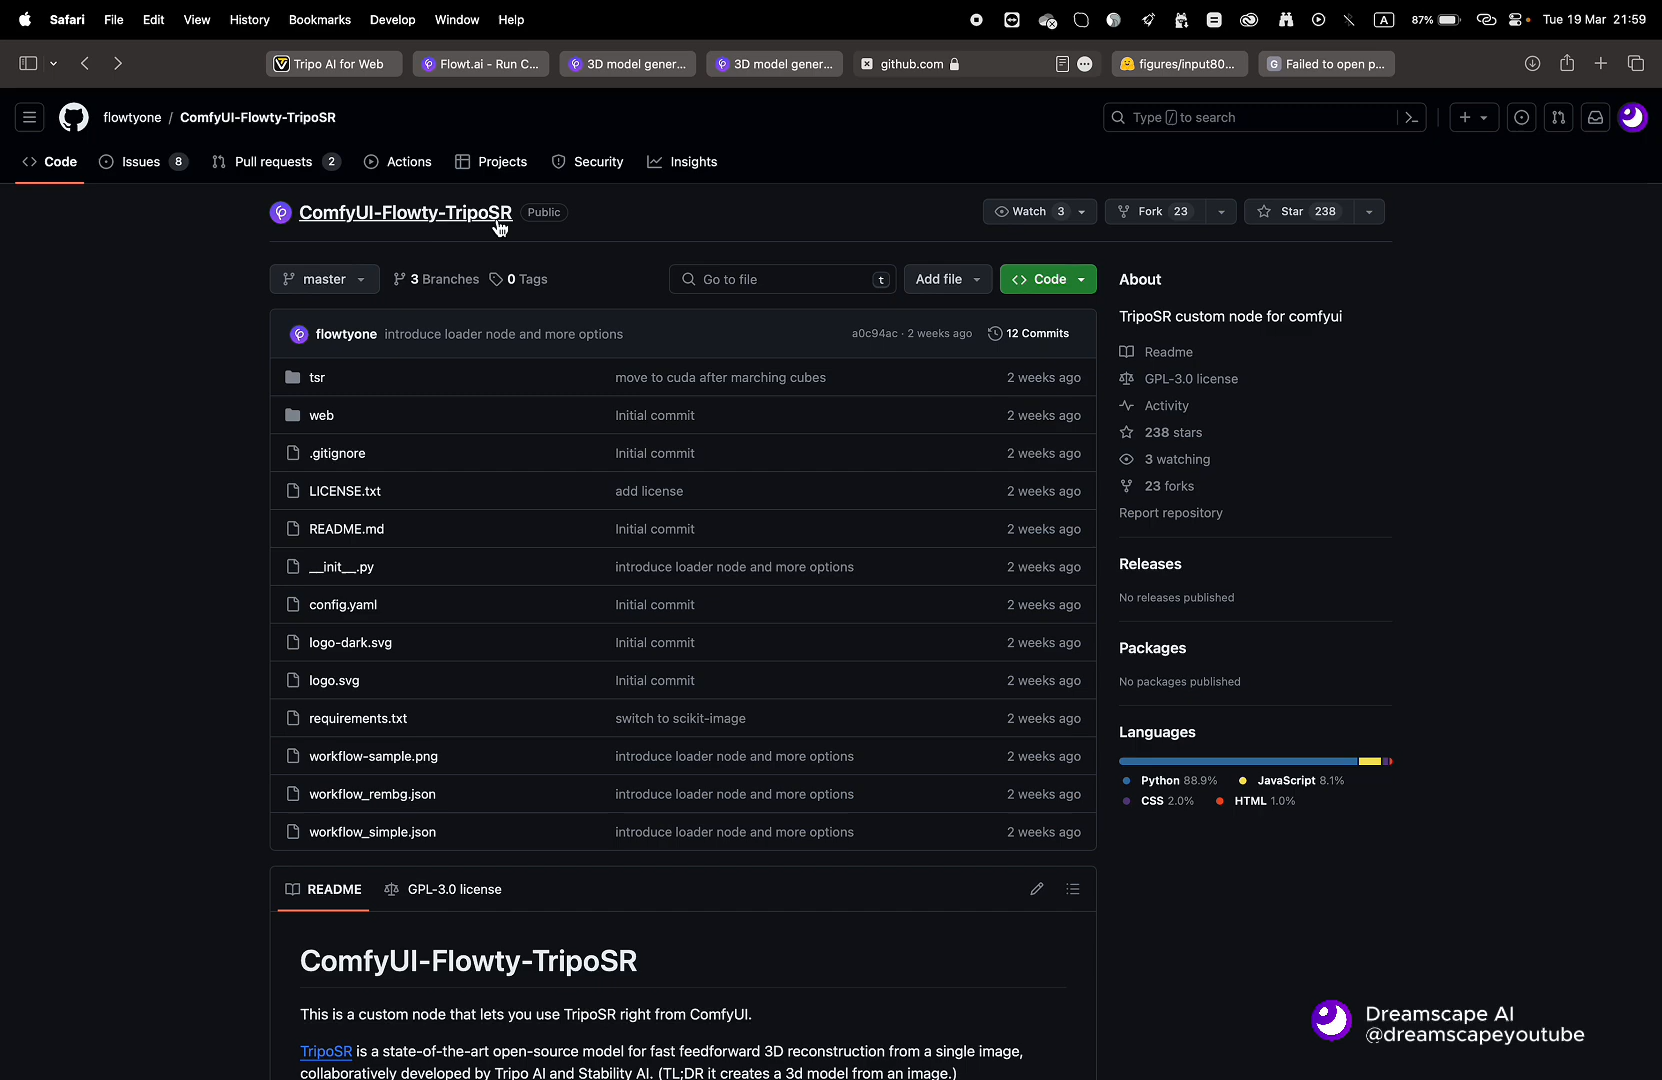 Safari File Edit View History Bookmarks Develop Window Help
A 87% Tue 19 Mar 21:59
Tripo AI for Web
Flowt.ai - Run C...
3D model gener...
3D model gener...
github.com
figures/input80...
G Failed to open p...
flowtyone / ComfyUI-Flowty-TripoSR
Type / to search
Code Issues 8 Pull requests 2 Actions Projects Security Insights
ComfyUI-Flowty-TripoSR Public
Watch 3 Fork 23 Star 238
master 3 Branches 0 Tags
Go to file t Add file <> Code
flowtyone introduce loader node and more options a0c94ac · 2 weeks ago 12 Commits
tsr move to cuda after marching cubes 2 weeks ago
web Initial commit 2 weeks ago
.gitignore Initial commit 2 weeks ago
LICENSE.txt add license 2 weeks ago
README.md Initial commit 2 weeks ago
__init__.py introduce loader node and more options 2 weeks ago
config.yaml Initial commit 2 weeks ago
logo-dark.svg Initial commit 2 weeks ago
logo.svg Initial commit 2 weeks ago
requirements.txt switch to scikit-image 2 weeks ago
workflow-sample.png introduce loader node and more options 2 weeks ago
workflow_rembg.json introduce loader node and more options 2 weeks ago
workflow_simple.json introduce loader node and more options 2 weeks ago
README GPL-3.0 license
ComfyUI-Flowty-TripoSR
This is a custom node that lets you use TripoSR right from ComfyUI.
TripoSR is a state-of-the-art open-source model for fast feedforward 3D reconstruction from a single image,
collaboratively developed by Tripo AI and Stability AI. (TL;DR it creates a 3d model from an image.)
About
TripoSR custom node for comfyui
Readme
GPL-3.0 license
Activity
238 stars
3 watching
23 forks
Report repository
Releases
No releases published
Packages
No packages published
Languages
Python 88.9% JavaScript 8.1%
CSS 2.0% HTML 1.0%
Dreamscape AI
@dreamscapeyoutube